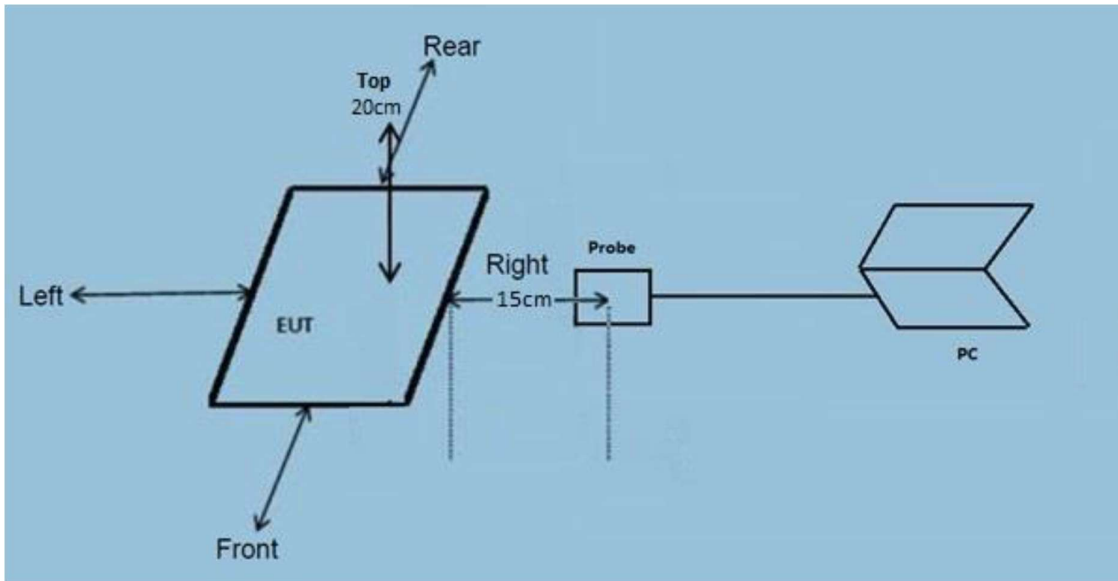 Rear
Top
20cm
Probe
Right
15cm
Left
EUT
PC
Front